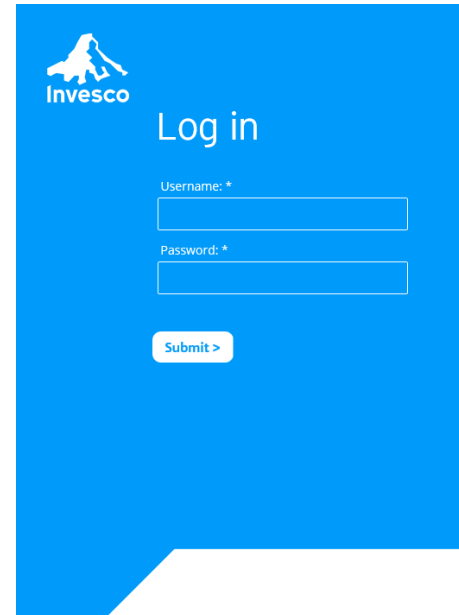 Invesco
Log in
Username: *
Password: *
Submit >